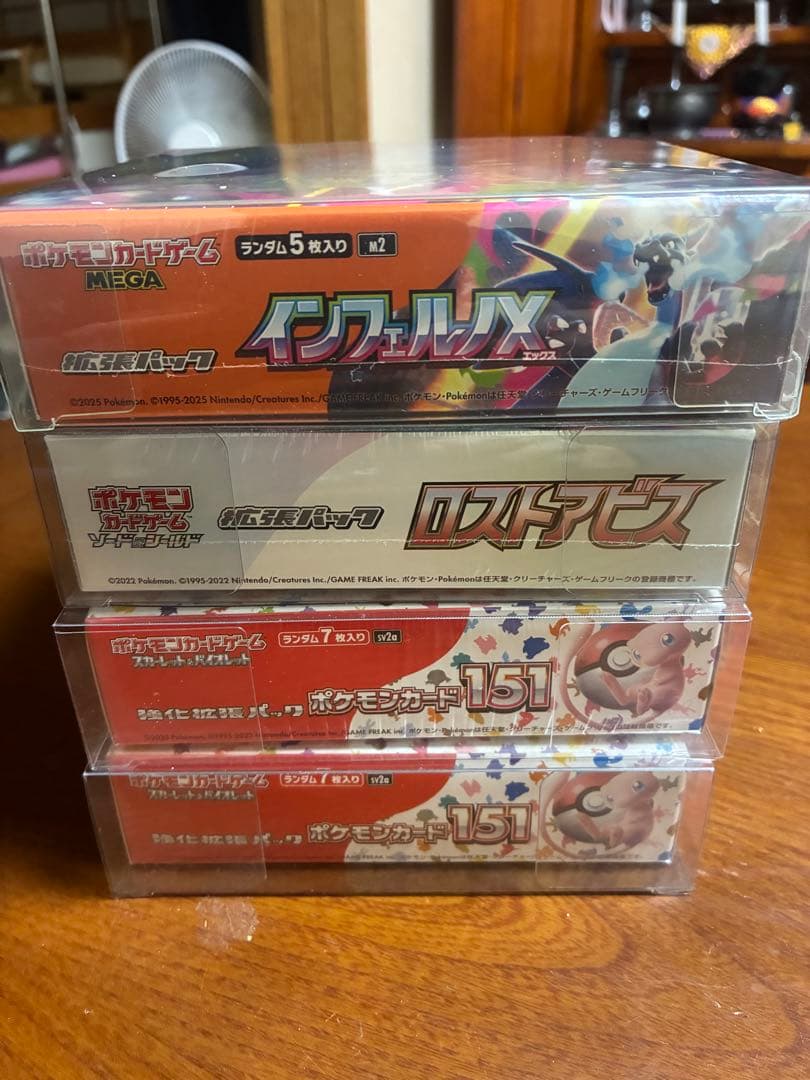 ポケモンカードゲーム
MEGA
ランダム5枚入り
M2
インフェルノX
エックス
拡張パック
©2025 Pokémon. ©1995-2025 Nintendo/Creatures Inc./GAME FREAK inc. ポケモン・Pokémonは任天堂・クリーチャーズ・ゲームフリーク
ポケモン
カードゲーム
ソード&シールド
拡張パック
ロストアビス
©2022 Pokémon. ©1995-2022 Nintendo/Creatures Inc./GAME FREAK inc. ポケモン・Pokémonは任天堂・クリーチャーズ・ゲームフリークの登録商標です。
ポケモンカードゲーム
スカーレット&バイオレット
ランダム7枚入り
sv2a
強化拡張パック
ポケモンカード151
GAME FREAK inc.
ポケモンカードゲーム
スカーレット&バイオレット
ランダム7枚入り
sv2a
強化拡張パック
ポケモンカード151
GAME FREAK inc.